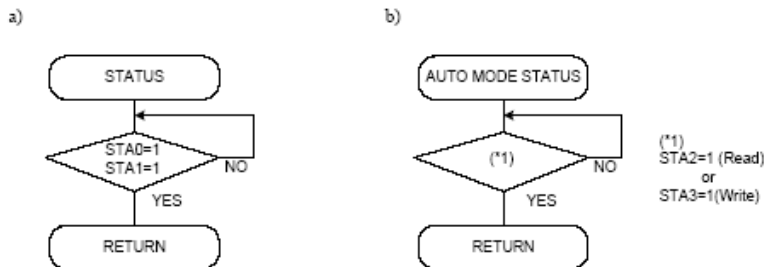 a)
STATUS
STA0=1
STA1=1
NO
YES
RETURN
b)
AUTO MODE STATUS
(*1)
NO
YES
RETURN
(*1)
STA2=1 (Read)
or
STA3=1(Write)